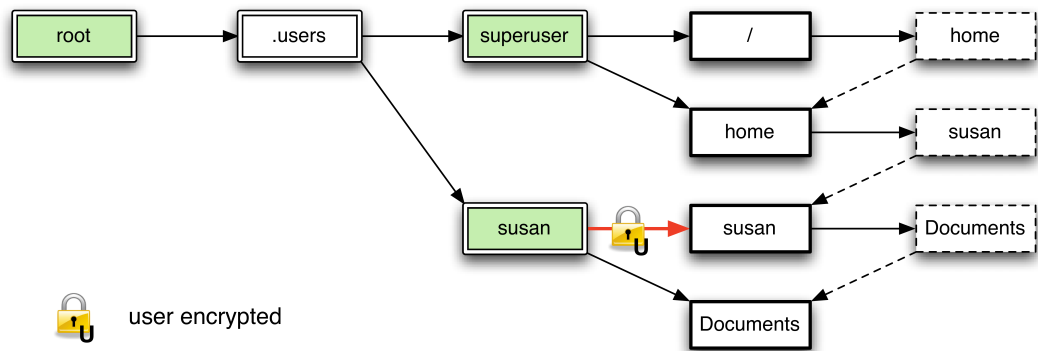 root
.users
superuser
/
home
home
susan
susan
U
susan
Documents
Documents
U
user encrypted